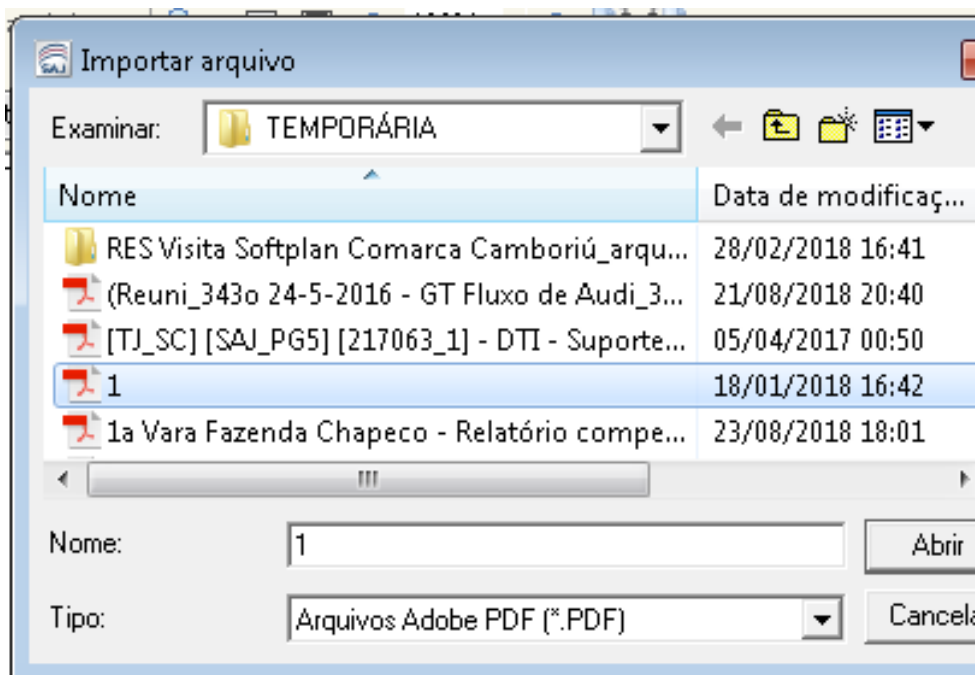 Importar arquivo
Examinar: TEMPORÁRIA
Nome Data de modificaç...
RES Visita Softplan Comarca Camboriú_arqu... 28/02/2018 16:41
(Reuni_343o 24-5-2016 - GT Fluxo de Audi_3... 21/08/2018 20:40
[TJ_SC] [SAJ_PG5] [217063_1] - DTI - Suporte... 05/04/2017 00:50
1 18/01/2018 16:42
1a Vara Fazenda Chapeco - Relatório compe... 23/08/2018 18:01
Nome: 1 Abrir
Tipo: Arquivos Adobe PDF (*.PDF) Cancela